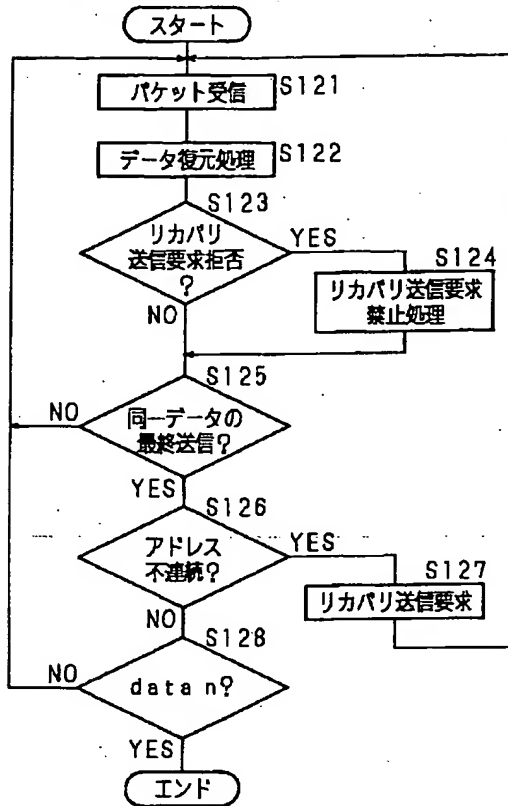 スタート
パケット受信
S121
データ復元処理
S122
S123
リカバリ
送信要求拒否
?
YES
NO
S124
リカバリ送信要求
禁止処理
S125
同一データの
最終送信?
NO
YES
S126
アドレス
不連続?
YES
NO
S127
リカバリ送信要求
S128
data n?
NO
YES
エンド